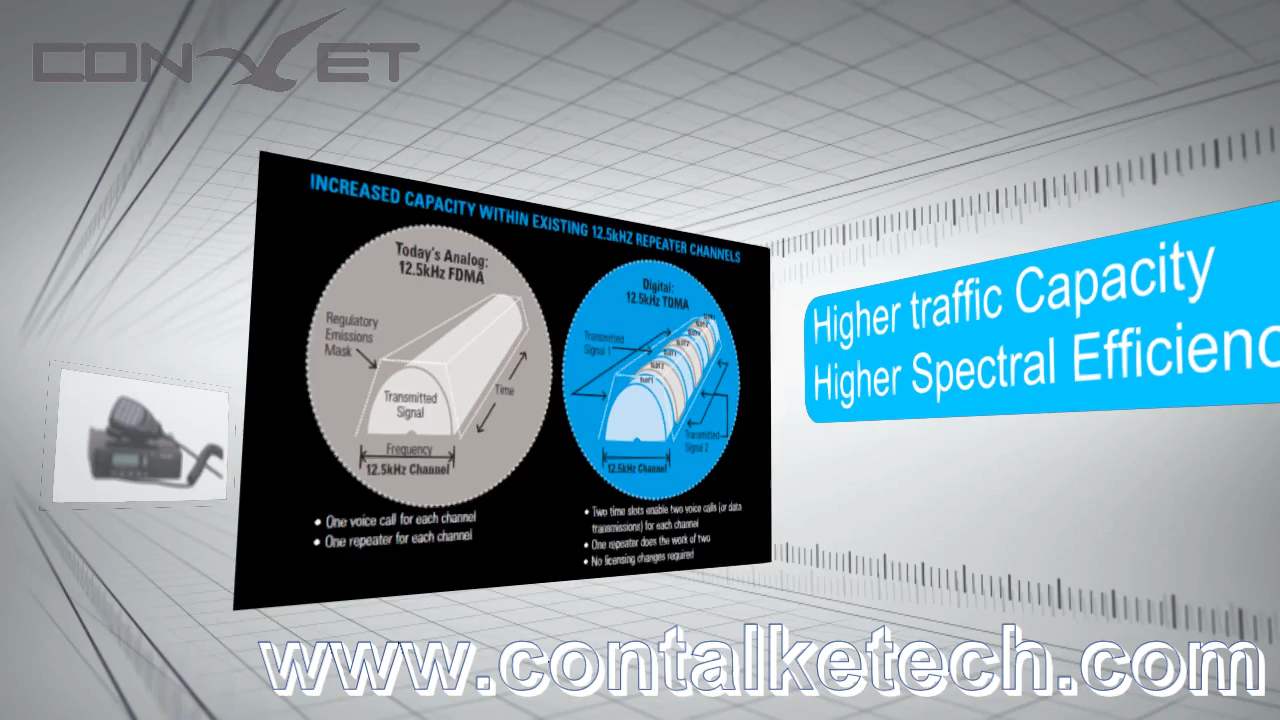 CON ET
INCREASED CAPACITY WITHIN EXISTING 12.5kHZ REPEATER CHANNELS
Today's Analog:
12.5kHz FDMA
Regulatory
Emissions
Mask
Transmitted
Signal
Time
Frequency
12.5kHz Channel
• One voice call for each channel
• One repeater for each channel
Digital:
12.5kHz TDMA
Transmitted
Signal 1
Transmitted
Signal 2
12.5kHz Channel
• Two time slots enable two voice calls (or data
transmissions) for each channel
• One repeater does the work of two
• No licensing changes required
Higher traffic Capacity
Higher Spectral Efficienc
www.contalketech.com